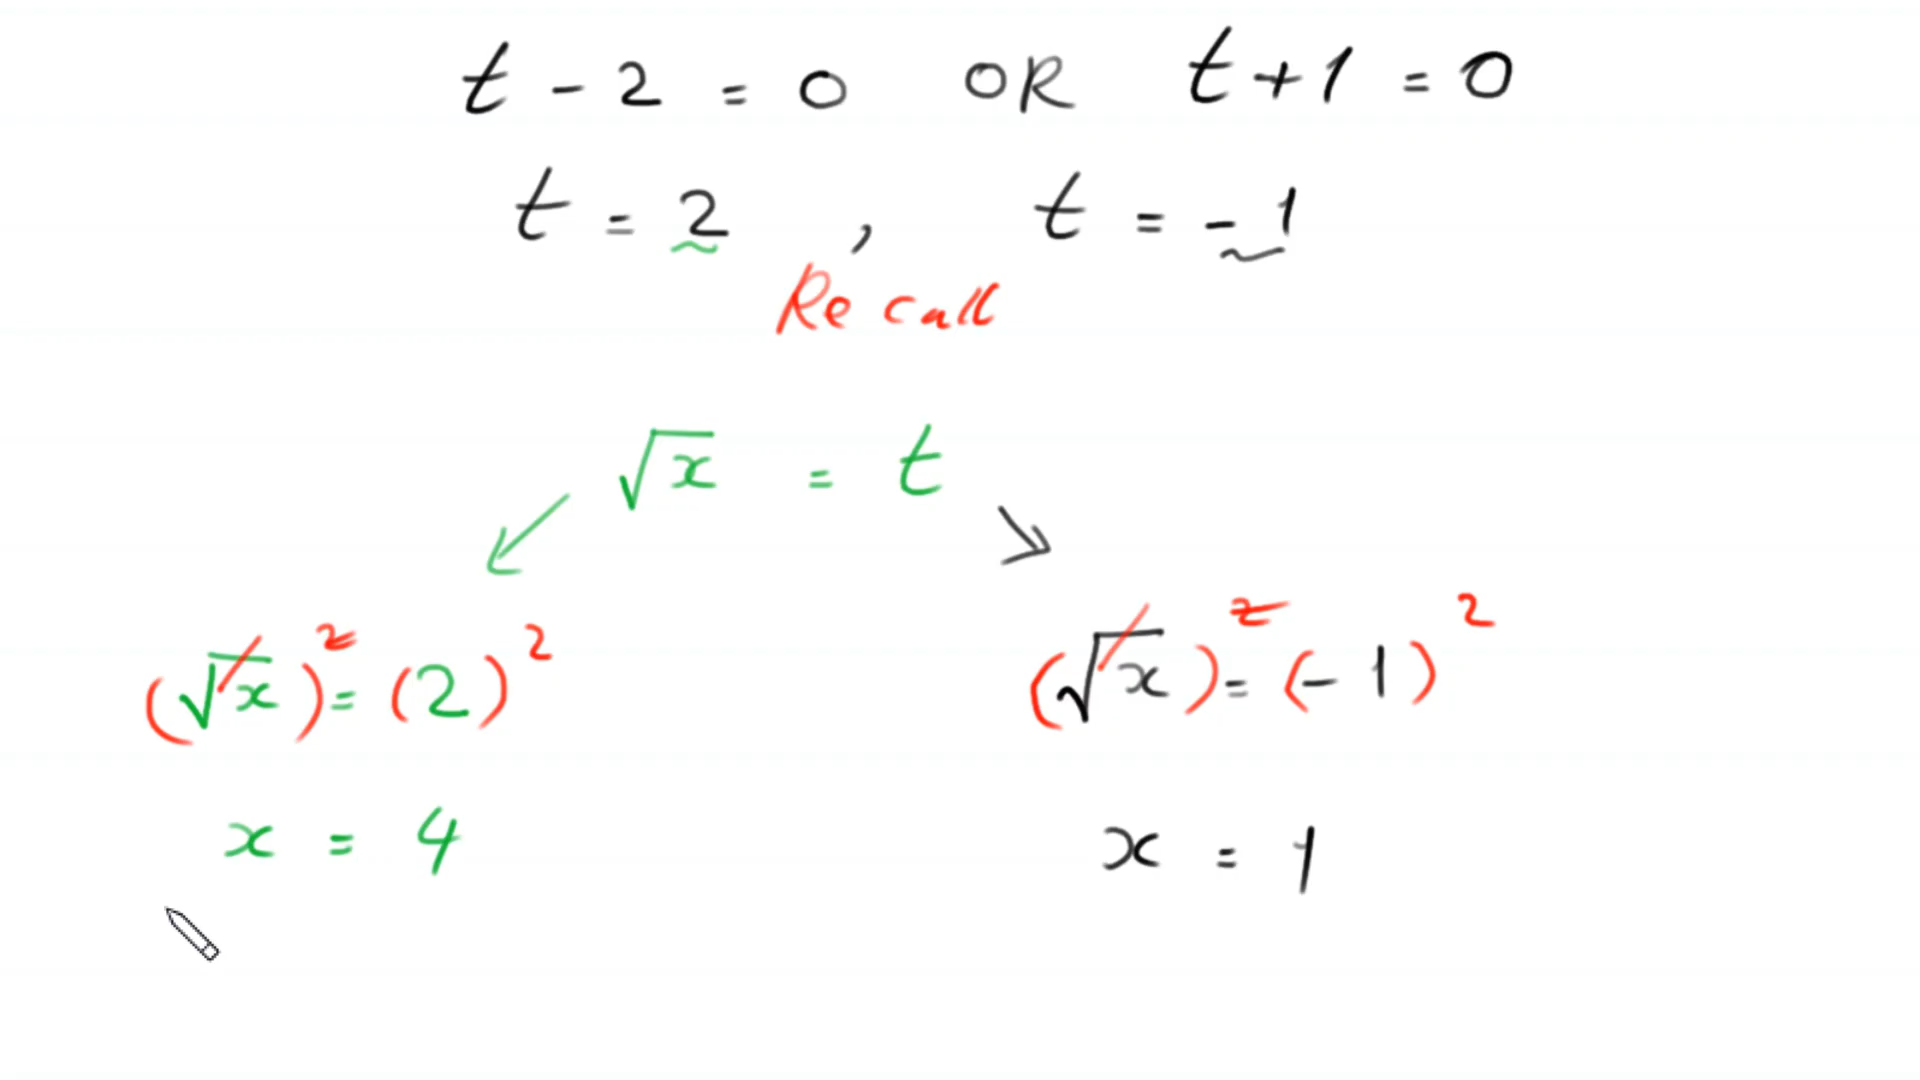 t - 2 = 0 OR t + 1 = 0
t = 2 , t = -1
Recall
√x = t
(√x)² = (2)² (√x)² = (-1)²
x = 4 x = 1